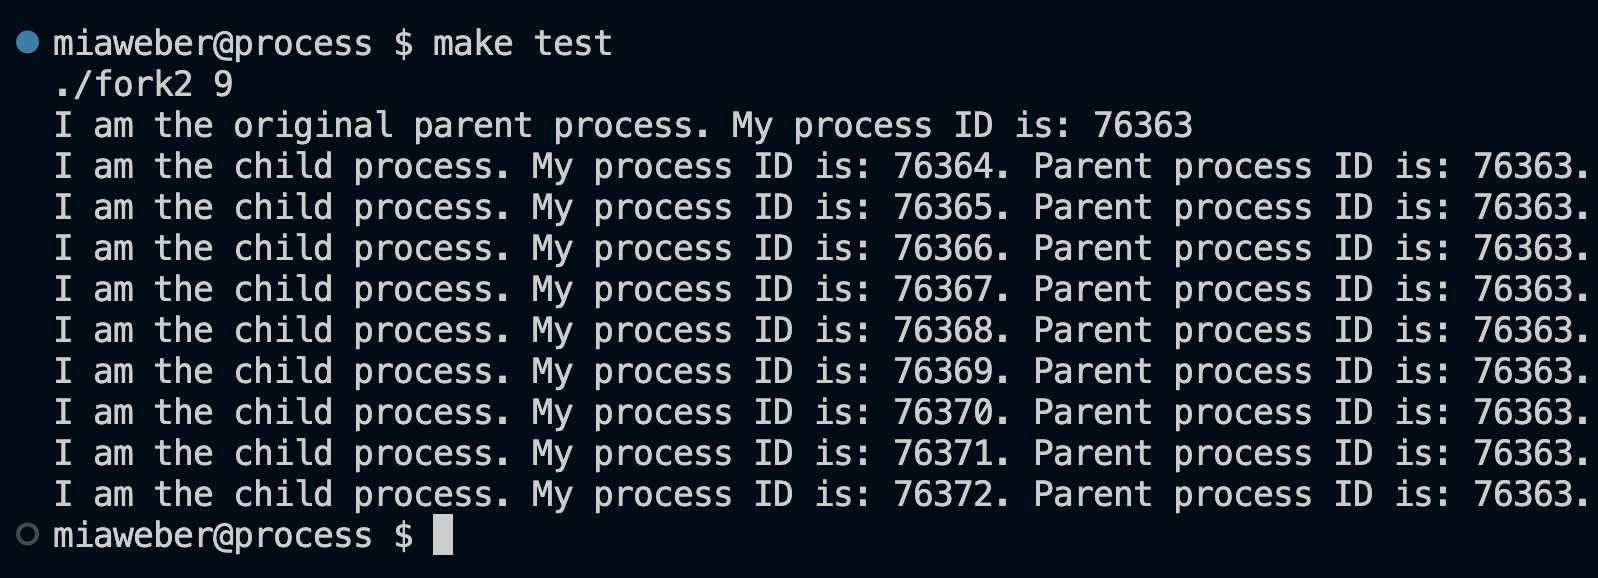 miaweber@process $ make test
./fork2 9
I am the original parent process. My process ID is: 76363
I am the child process. My process ID is: 76364. Parent process ID is: 76363.
I am the child process. My process ID is: 76365. Parent process ID is: 76363.
I am the child process. My process ID is: 76366. Parent process ID is: 76363.
I am the child process. My process ID is: 76367. Parent process ID is: 76363.
I am the child process. My process ID is: 76368. Parent process ID is: 76363.
I am the child process. My process ID is: 76369. Parent process ID is: 76363.
I am the child process. My process ID is: 76370. Parent process ID is: 76363.
I am the child process. My process ID is: 76371. Parent process ID is: 76363.
I am the child process. My process ID is: 76372. Parent process ID is: 76363.
miaweber@process $